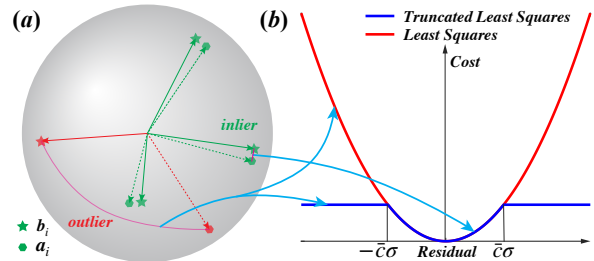 (a)
inlier
outlier
b_i
a_i
(b)
Truncated Least Squares
Least Squares
Cost
−c̄σ
Residual
c̄σ